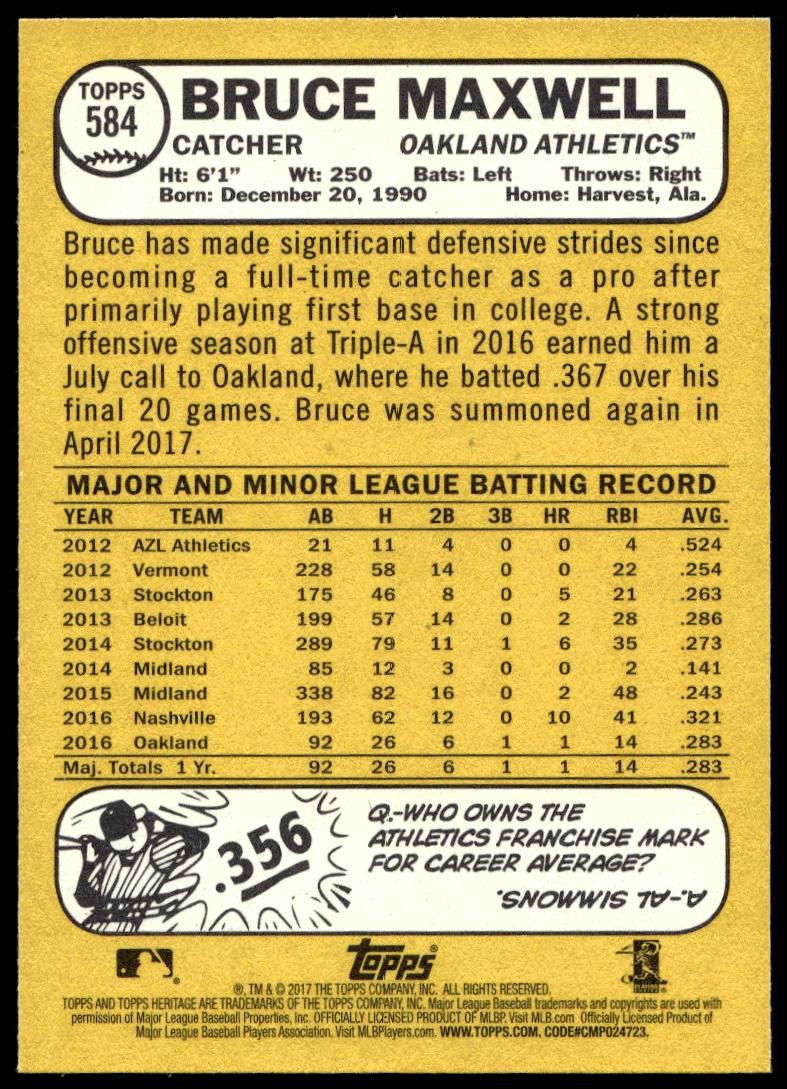 TOPPS
584
BRUCE MAXWELL
CATCHER OAKLAND ATHLETICS™
Ht: 6'1" Wt: 250 Bats: Left Throws: Right
Born: December 20, 1990 Home: Harvest, Ala.
Bruce has made significant defensive strides since
becoming a full-time catcher as a pro after
primarily playing first base in college. A strong
offensive season at Triple-A in 2016 earned him a
July call to Oakland, where he batted .367 over his
final 20 games. Bruce was summoned again in
April 2017.
MAJOR AND MINOR LEAGUE BATTING RECORD
YEAR TEAM AB H 2B 3B HR RBI AVG.
2012 AZL Athletics 21 11 4 0 0 4 .524
2012 Vermont 228 58 14 0 0 22 .254
2013 Stockton 175 46 8 0 5 21 .263
2013 Beloit 199 57 14 0 2 28 .286
2014 Stockton 289 79 11 1 6 35 .273
2014 Midland 85 12 3 0 0 2 .141
2015 Midland 338 82 16 0 2 48 .243
2016 Nashville 193 62 12 0 10 41 .321
2016 Oakland 92 26 6 1 1 14 .283
Maj. Totals 1 Yr. 92 26 6 1 1 14 .283
.356
Q.-WHO OWNS THE
ATHLETICS FRANCHISE MARK
FOR CAREER AVERAGE?
A.-AL SIMMONS.
topps®
®, TM & © 2017 THE TOPPS COMPANY, INC. ALL RIGHTS RESERVED.
TOPPS AND TOPPS HERITAGE ARE TRADEMARKS OF THE TOPPS COMPANY, INC. Major League Baseball trademarks and copyrights are used with
permission of Major League Baseball Properties, Inc. OFFICIALLY LICENSED PRODUCT OF MLBP. Visit MLB.com Officially Licensed Product of
Major League Baseball Players Association. Visit MLBPlayers.com. WWW.TOPPS.COM. CODE#CMP024723.